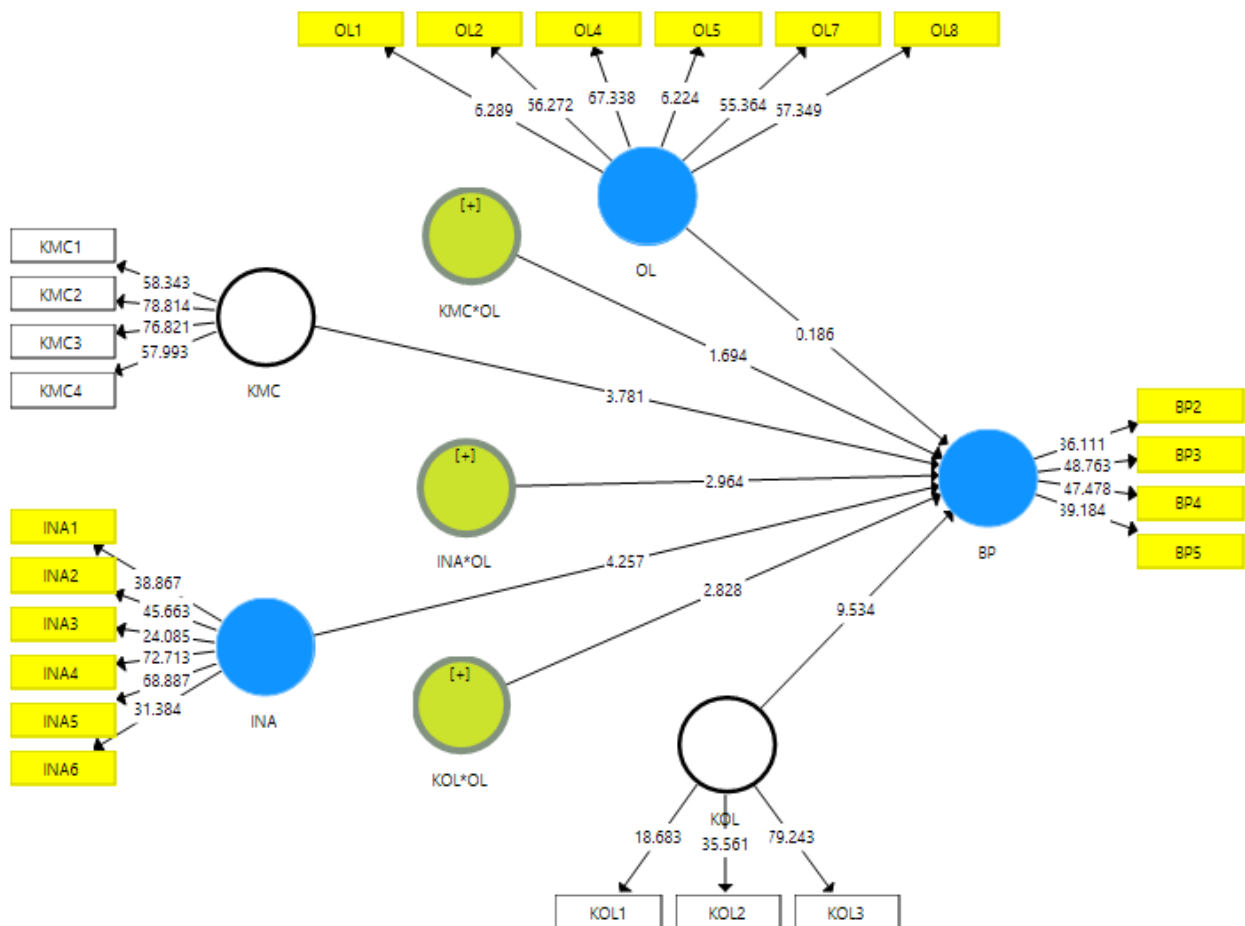 OL1 OL2 OL4 OL5 OL7 OL8
6.289 56.272 67.338 6.224 55.364 57.349
[+]
KMC*OL
OL
KMC1
KMC2
KMC3
KMC4
58.343
78.814
76.821
57.993
KMC
0.186
1.694
3.781
[+]
INA*OL
2.964
BP2
BP3
BP4
BP5
36.111
48.763
47.478
39.184
BP
INA1
INA2
INA3
INA4
INA5
INA6
38.867
45.663
24.085
72.713
68.887
31.384
INA
4.257
2.828
9.534
[+]
KOL*OL
KOL
18.683 35.561 79.243
KOL1 KOL2 KOL3